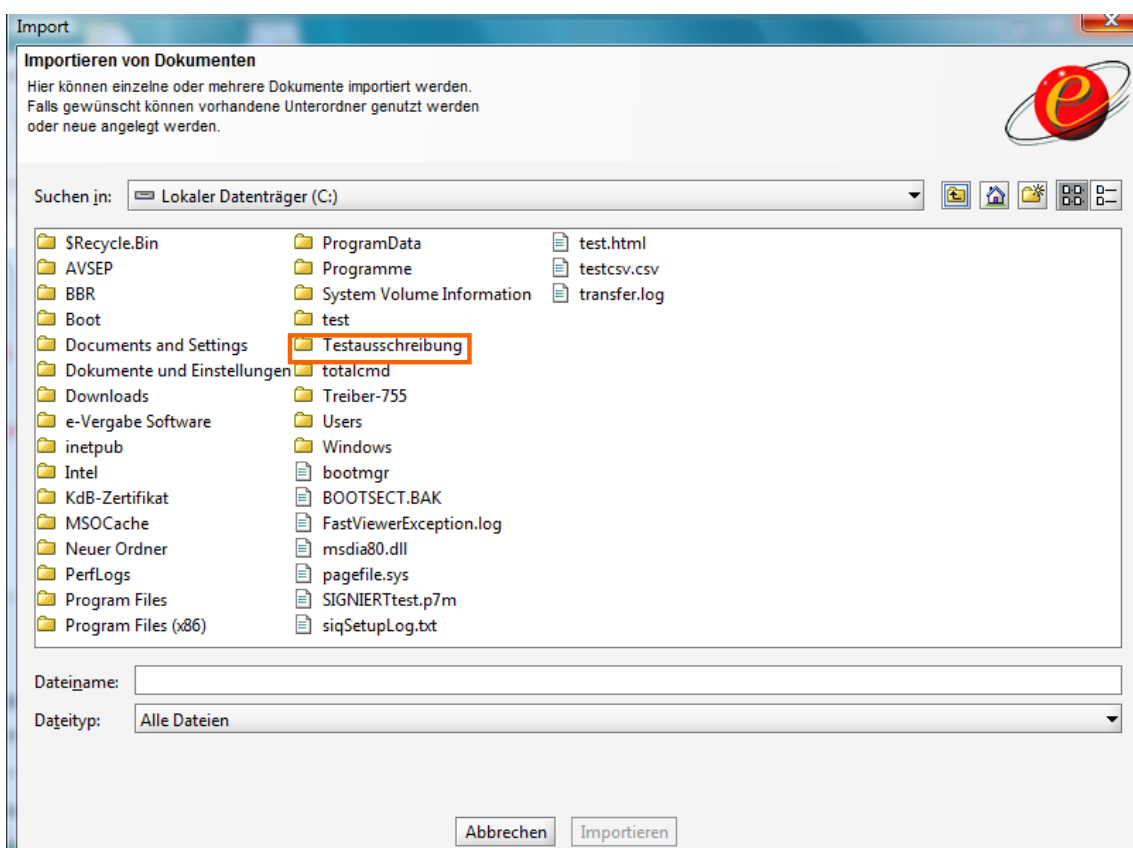 Import
X
Importieren von Dokumenten
Hier können einzelne oder mehrere Dokumente importiert werden.
Falls gewünscht können vorhandene Unterordner genutzt werden
oder neue angelegt werden.
e
Suchen in: Lokaler Datenträger (C:)
$Recycle.Bin
AVSEP
BBR
Boot
Documents and Settings
Dokumente und Einstellungen
Downloads
e-Vergabe Software
inetpub
Intel
KdB-Zertifikat
MSOCache
Neuer Ordner
PerfLogs
Program Files
Program Files (x86)
ProgramData
Programme
System Volume Information
test
Testausschreibung
totalcmd
Treiber-755
Users
Windows
bootmgr
BOOTSECT.BAK
FastViewerException.log
msdia80.dll
pagefile.sys
SIGNIERTtest.p7m
siqSetupLog.txt
test.html
testcsv.csv
transfer.log
Dateiname:
Dateityp: Alle Dateien
Abbrechen Importieren